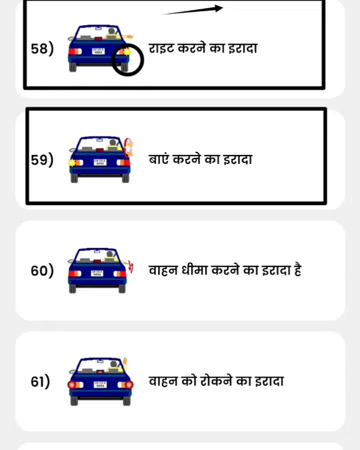 58) राइट करने का इरादा
59) बाएं करने का इरादा
60) वाहन धीमा करने का इरादा है
61) वाहन को रोकने का इरादा